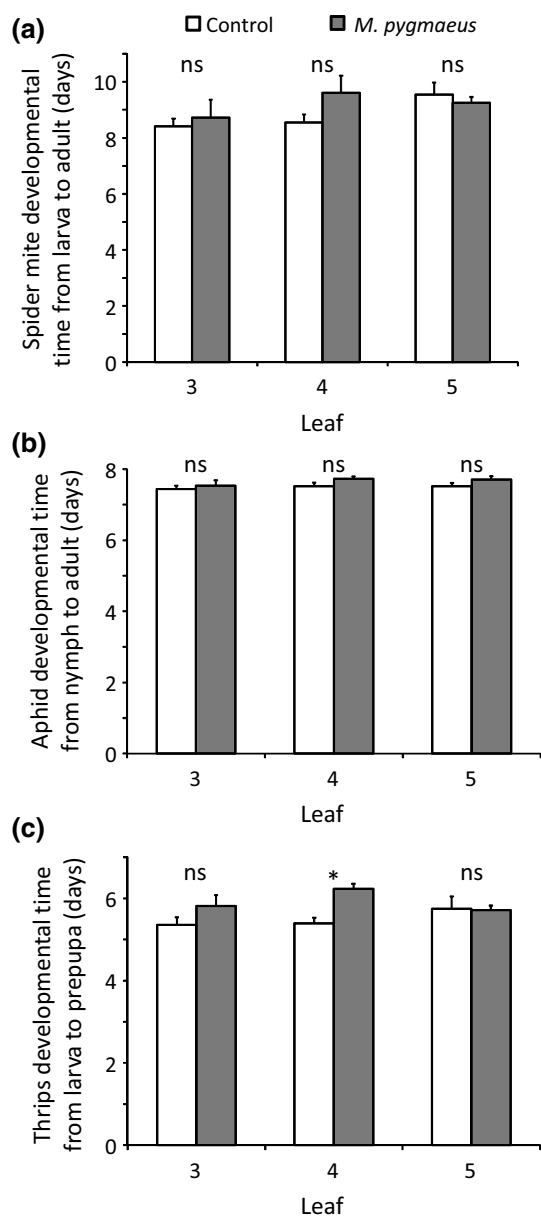 (a)
Control M. pygmaeus
Spider mite developmental
time from larva to adult (days)
10
8
6
4
2
0
ns ns ns
3 4 5
Leaf
(b)
Aphid developmental time
from nymph to adult (days)
8
6
4
2
0
ns ns ns
3 4 5
Leaf
(c)
Thrips developmental time
from larva to prepupa (days)
6
4
2
0
ns * ns
3 4 5
Leaf